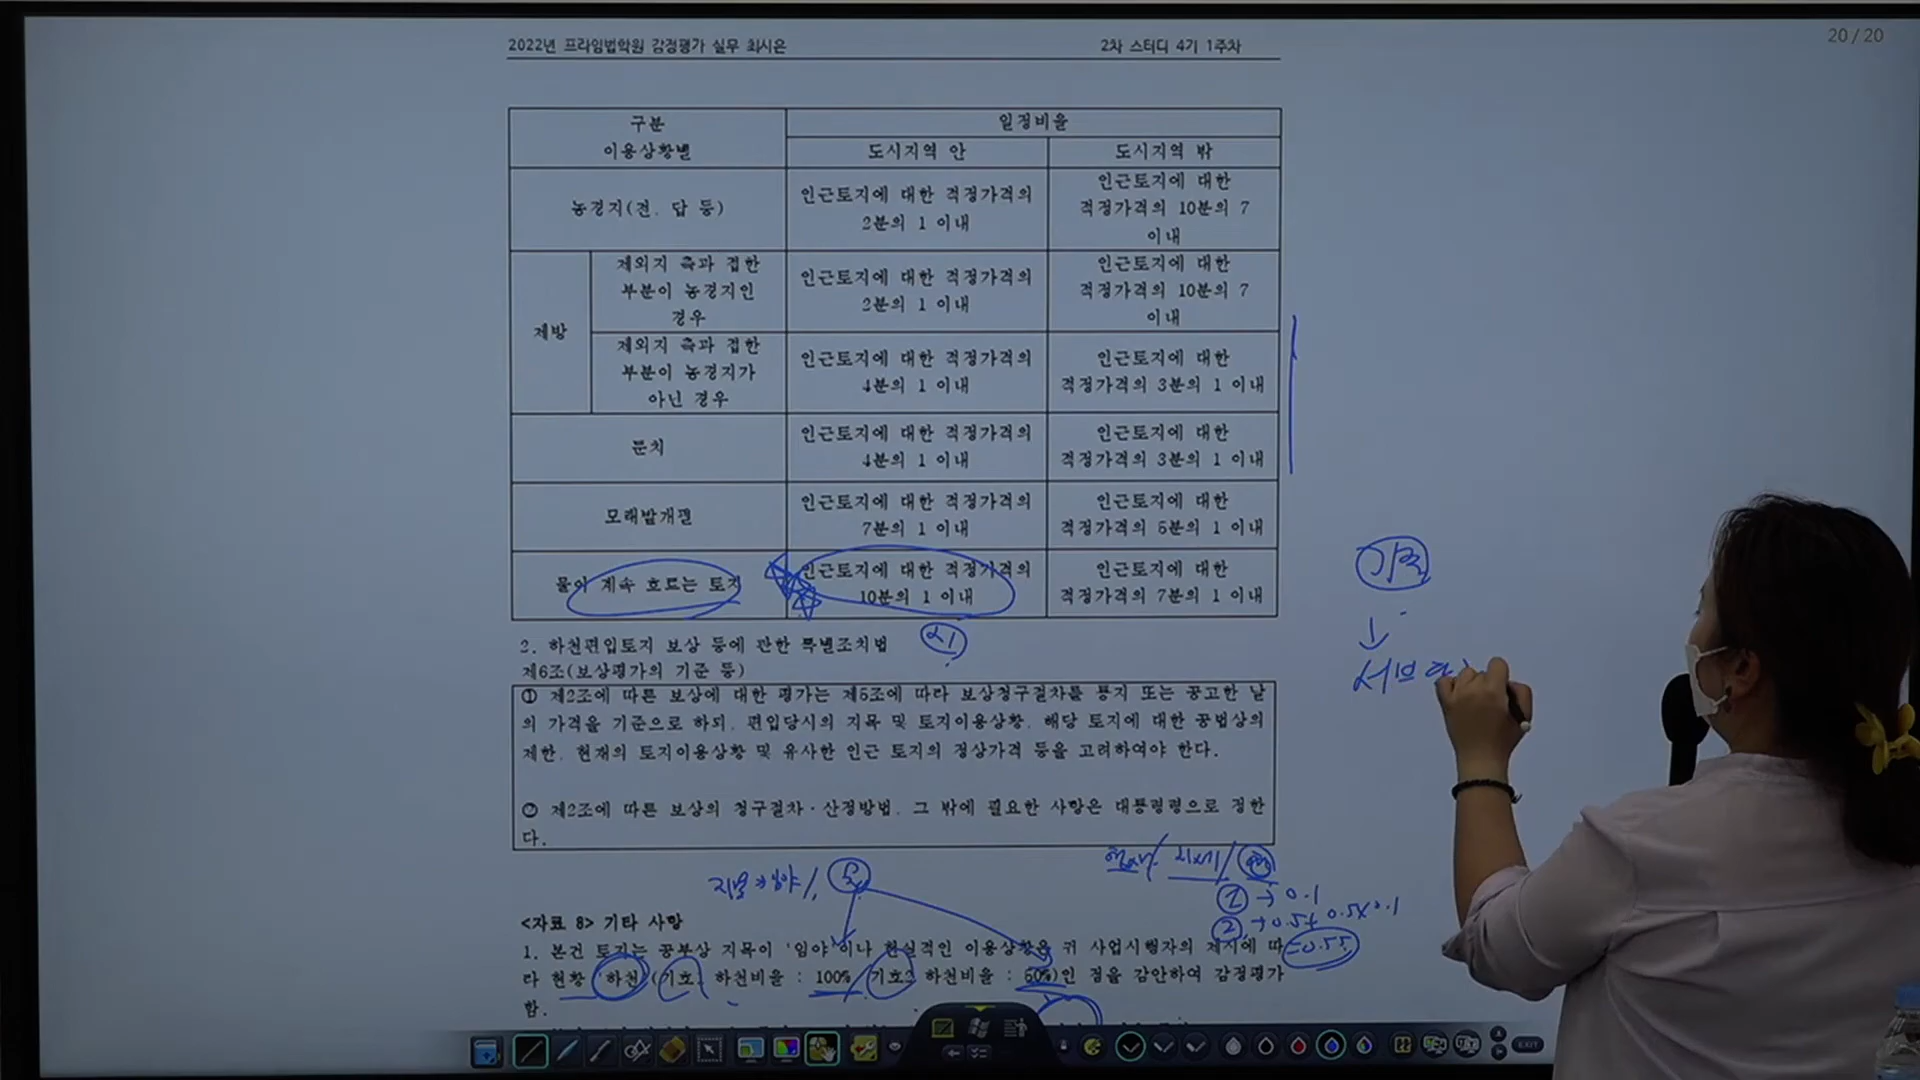 20 / 20
2022년 프라임법학원 감정평가 실무 최시은
2차 스터디 4기 1주차
구분
이용상황별
일정비율
도시지역 안
도시지역 밖
농경지(전, 답 등)
인근토지에 대한 적정가격의
2분의 1 이내
인근토지에 대한
적정가격의 10분의 7
이내
제방
제외지 측과 접한
부분이 농경지인
경우
인근토지에 대한 적정가격의
2분의 1 이내
인근토지에 대한
적정가격의 10분의 7
이내
제외지 측과 접한
부분이 농경지가
아닌 경우
인근토지에 대한 적정가격의
4분의 1 이내
인근토지에 대한
적정가격의 3분의 1 이내
둔치
인근토지에 대한 적정가격의
4분의 1 이내
인근토지에 대한
적정가격의 3분의 1 이내
모래밭개펄
인근토지에 대한 적정가격의
7분의 1 이내
인근토지에 대한
적정가격의 5분의 1 이내
물이 계속 흐르는 토지
인근토지에 대한 적정가격의
10분의 1 이내
인근토지에 대한
적정가격의 7분의 1 이내
2. 하천편입토지 보상 등에 관한 특별조치법
제6조(보상평가의 기준 등)
① 제2조에 따른 보상에 대한 평가는 제5조에 따라 보상청구절차를 통지 또는 공고한 날
의 가격을 기준으로 하되, 편입당시의 지목 및 토지이용상황, 해당 토지에 대한 공법상의
제한, 현재의 토지이용상황 및 유사한 인근 토지의 정상가격 등을 고려하여야 한다.
② 제2조에 따른 보상의 청구절차·산정방법, 그 밖에 필요한 사항은 대통령령으로 정한
다.
① → 0.1
② → 0.5+0.5×0.1
=0.55
<자료 8> 기타 사항
1. 본건 토지는 공부상 지목이 '임야'이나 현실적인 이용상황은 귀 사업시행자의 제시에 따
라 현황 하천 (기호 하천비율 : 100% 기호2 하천비율 : 50%)인 점을 감안하여 감정평가
함.
↓
서브
EXIT